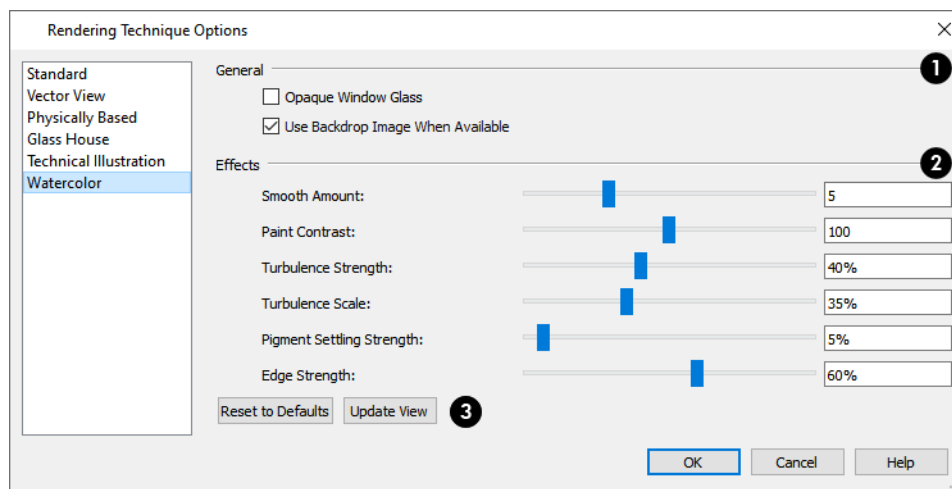 Rendering Technique Options
Standard
Vector View
Physically Based
Glass House
Technical Illustration
Watercolor
General
1
Opaque Window Glass
Use Backdrop Image When Available
Effects
2
Smooth Amount: 5
Paint Contrast: 100
Turbulence Strength: 40%
Turbulence Scale: 35%
Pigment Settling Strength: 5%
Edge Strength: 60%
Reset to Defaults Update View 3
OK Cancel Help